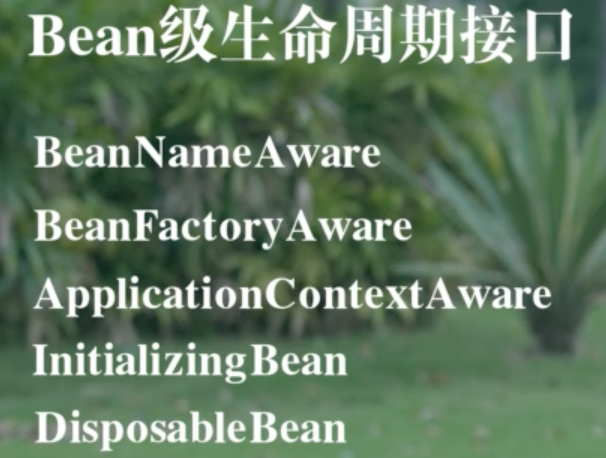 Bean级生命周期接口
BeanNameAware
BeanFactoryAware
ApplicationContextAware
InitializingBean
DisposableBean